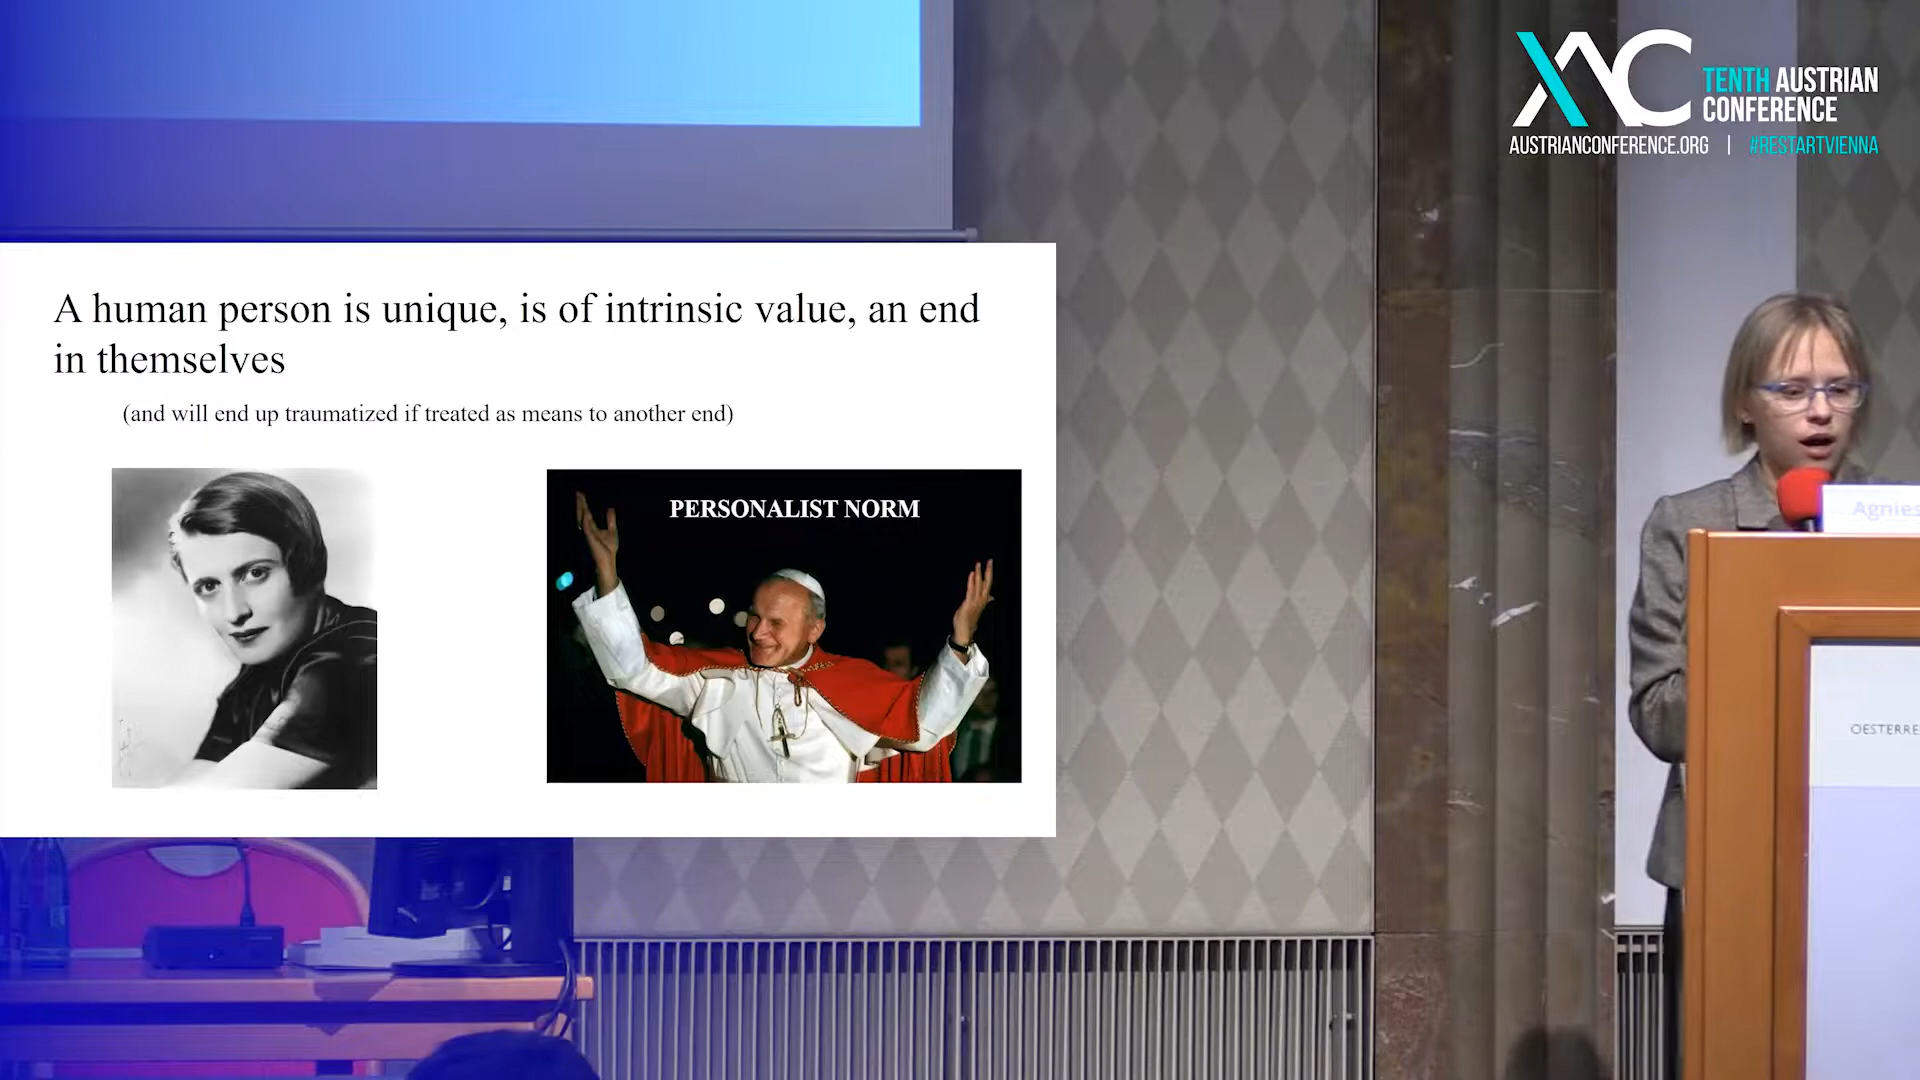 TENTH AUSTRIAN
CONFERENCE
AUSTRIANCONFERENCE.ORG | #RESTARTVIENNA
A human person is unique, is of intrinsic value, an end
in themselves
(and will end up traumatized if treated as means to another end)
PERSONALIST NORM
Agnies
OESTERRE